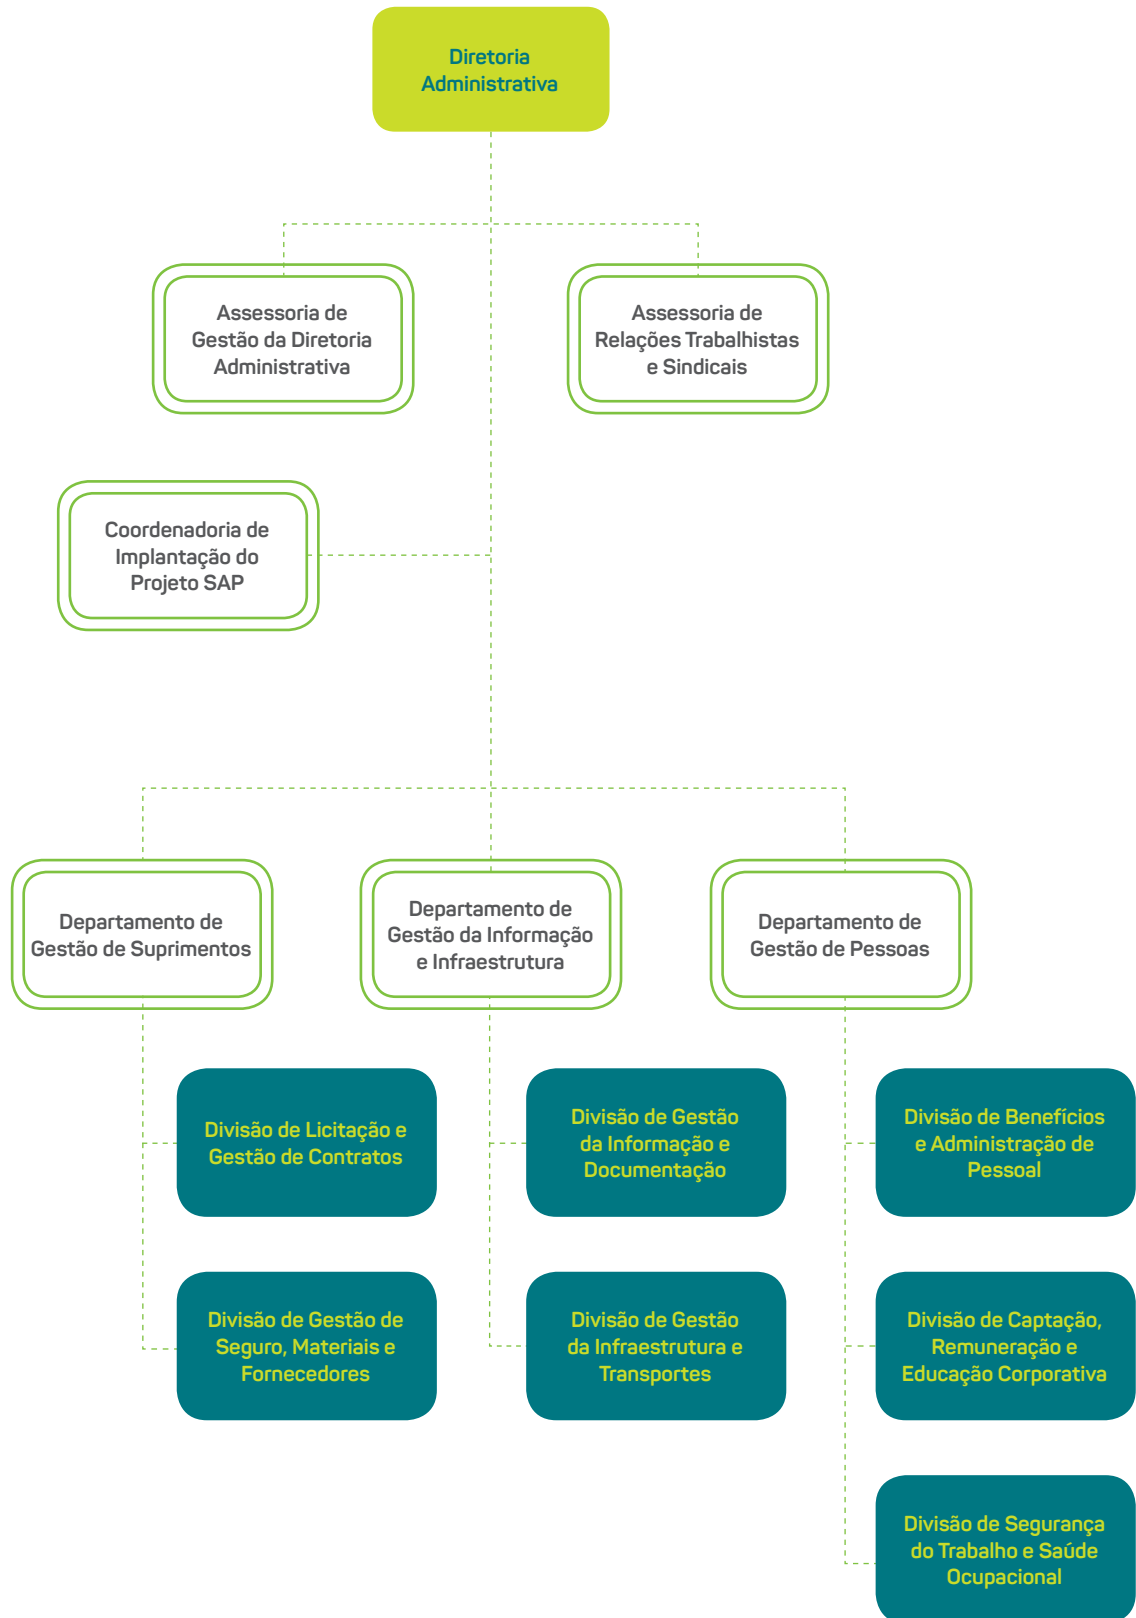 Diretoria
Administrativa
Assessoria de
Gestão da Diretoria
Administrativa
Assessoria de
Relações Trabalhistas
e Sindicais
Coordenadoria de
Implantação do
Projeto SAP
Departamento de
Gestão de Suprimentos
Departamento de
Gestão da Informação
e Infraestrutura
Departamento de
Gestão de Pessoas
Divisão de Licitação e
Gestão de Contratos
Divisão de Gestão
da Informação e
Documentação
Divisão de Benefícios
e Administração de
Pessoal
Divisão de Gestão de
Seguro, Materiais e
Fornecedores
Divisão de Gestão
da Infraestrutura e
Transportes
Divisão de Captação,
Remuneração e
Educação Corporativa
Divisão de Segurança
do Trabalho e Saúde
Ocupacional